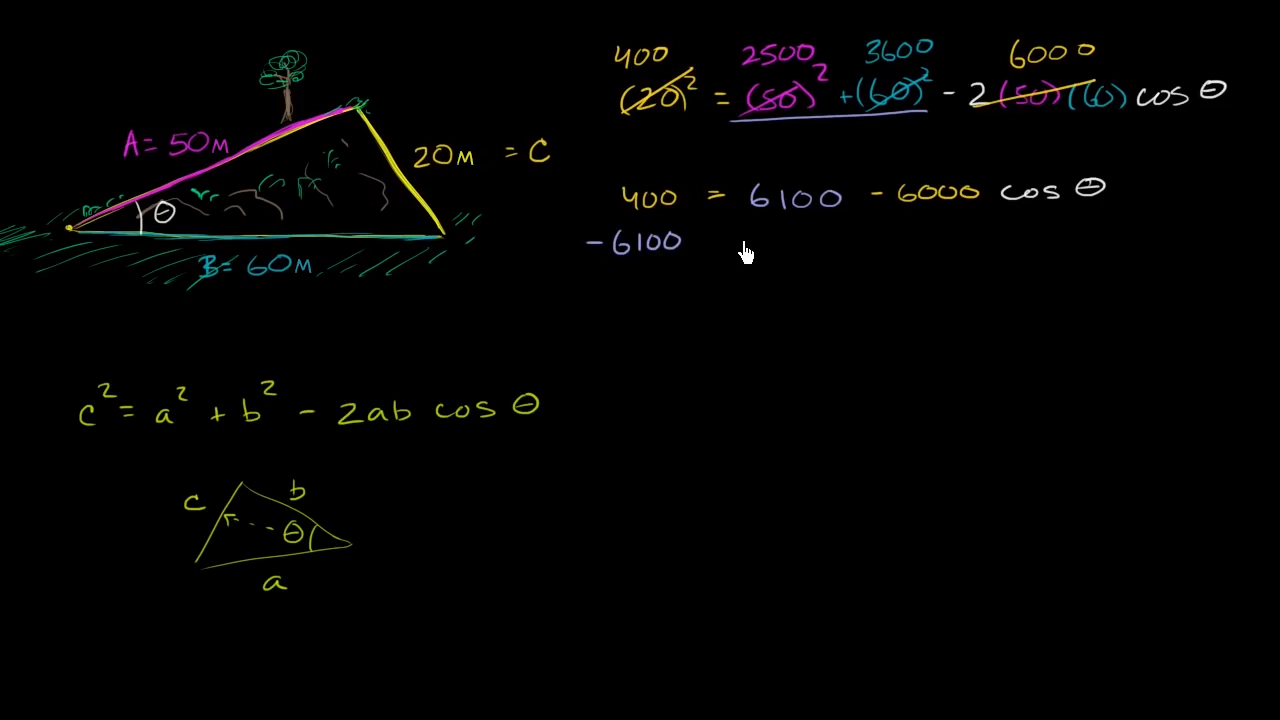 400 2500 3600 6000
(20)² = (50)² + (60)² - 2 (50) (60) cos θ
A = 50M
20M = C
θ
B = 60M
400 = 6100 - 6000 cos θ
- 6100
c² = a² + b² - 2ab cos θ
c b
θ
a